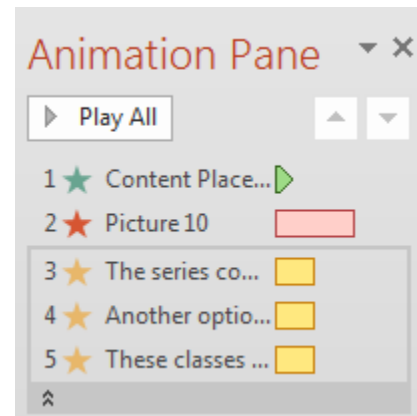 Animation Pane
Play All
1 Content Place...
2 Picture 10
3 The series co...
4 Another optio...
5 These classes ...